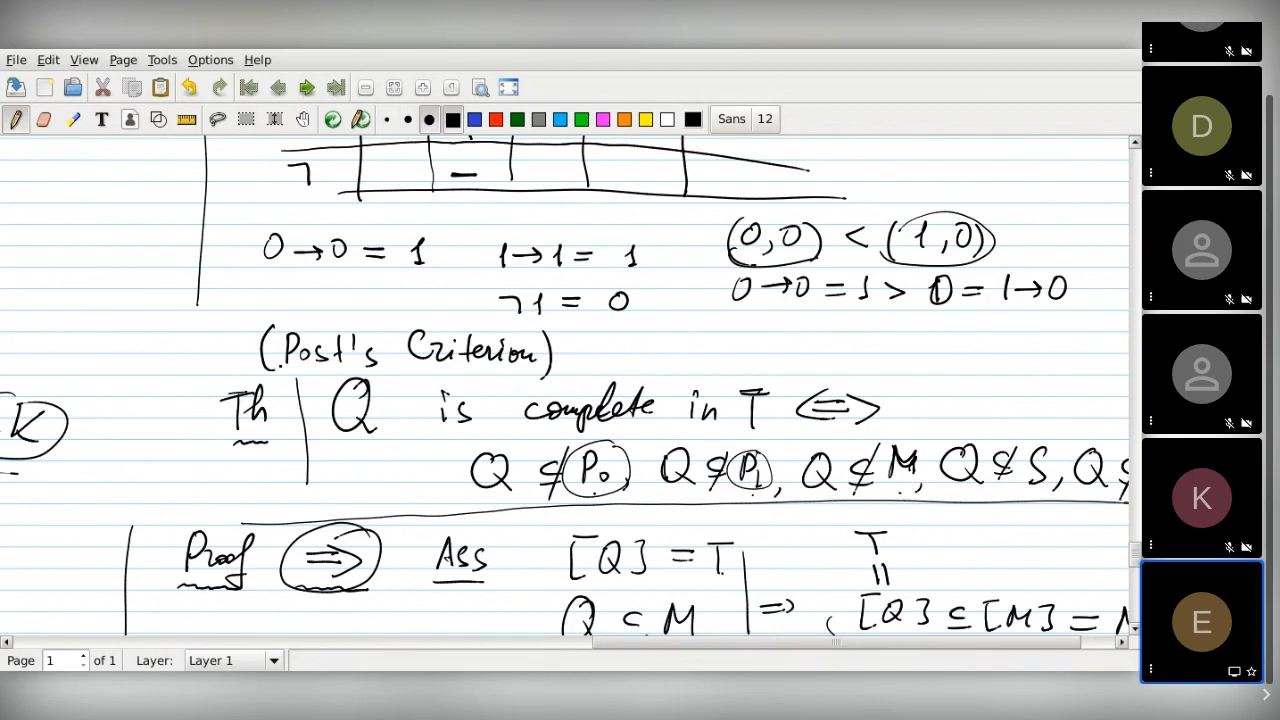 File Edit View Page Tools Options Help
Sans 12
¬ –
0→0 = 1 1→1 = 1 (0,0) < (1,0)
¬1 = 0 0→0 = 1 > 0 = 1→0
(Post's Criterion)
K Th Q is complete in T <=>
Q ⊄ P₀ Q ⊄ P₁, Q ⊄ M, Q ⊄ S, Q ⊄
Proof => Ass [Q] = T T
=
Q ⊂ M => [Q] ⊆ [M] = M
Page 1 of 1 Layer: Layer 1
D
K
E